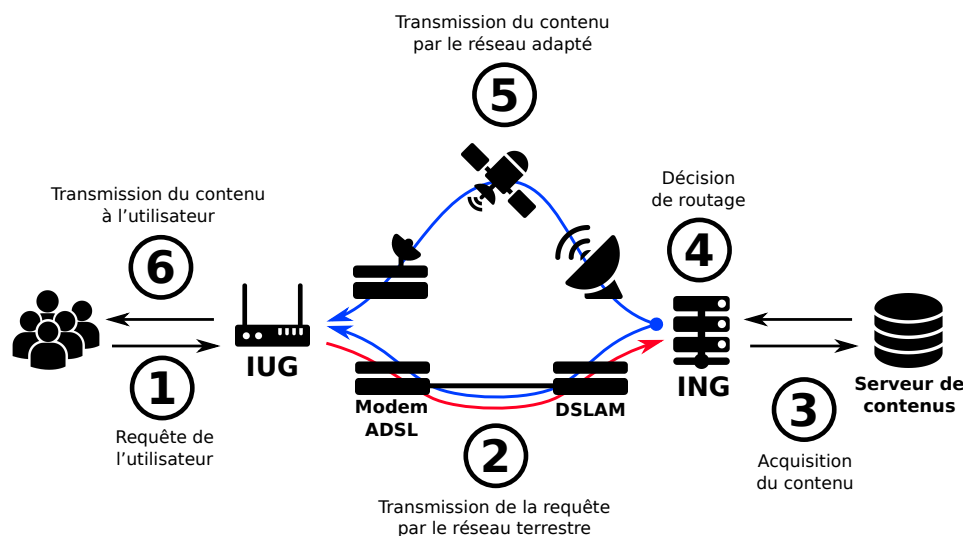 Transmission du contenu
par le réseau adapté
5
Transmission du contenu
à l’utilisateur
6
Décision
de routage
4
IUG
ING
1
Requête de
l’utilisateur
Modem
ADSL
DSLAM
2
Transmission de la requête
par le réseau terrestre
Serveur de
contenus
3
Acquisition
du contenu